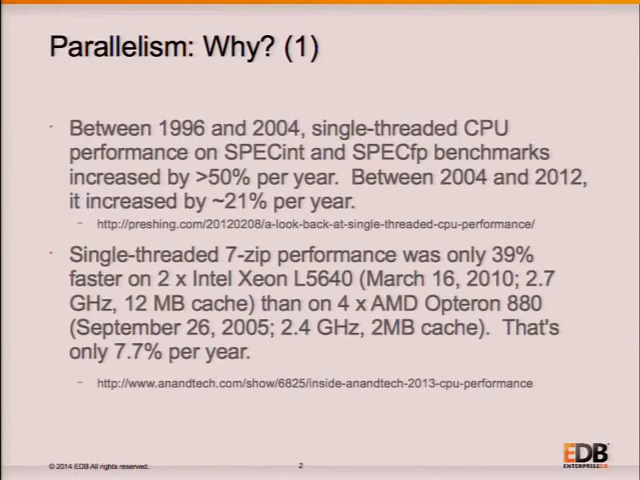 Parallelism: Why? (1)
Between 1996 and 2004, single-threaded CPU
performance on SPECint and SPECfp benchmarks
increased by >50% per year. Between 2004 and 2012,
it increased by ~21% per year.
http://preshing.com/20120208/a-look-back-at-single-threaded-cpu-performance/
Single-threaded 7-zip performance was only 39%
faster on 2 x Intel Xeon L5640 (March 16, 2010; 2.7
GHz, 12 MB cache) than on 4 x AMD Opteron 880
(September 26, 2005; 2.4 GHz, 2MB cache). That's
only 7.7% per year.
http://www.anandtech.com/show/6825/inside-anandtech-2013-cpu-performance
© 2014 EDB All rights reserved.
2
EDB
ENTERPRISEDB